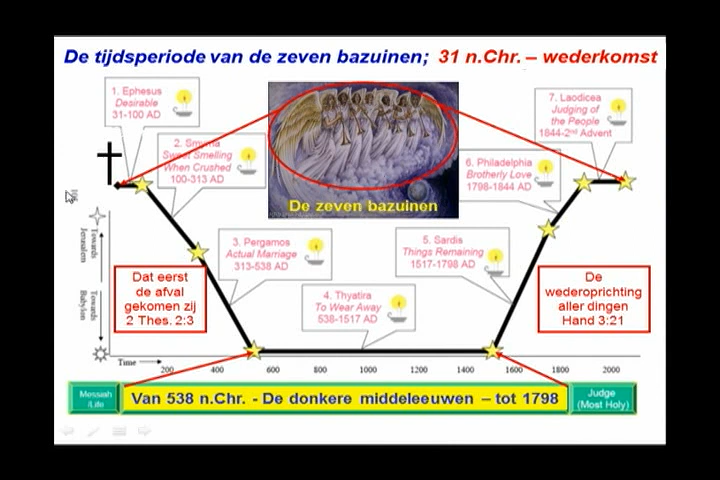 De tijdsperiode van de zeven bazuinen; 31 n.Chr. – wederkomst
1. Ephesus
Desirable
31-100 AD
2. Smyrna
Sweet Smelling
When Crushed
100-313 AD
De zeven bazuinen
7. Laodicea
Judging of
the People
1844-2nd Advent
6. Philadelphia
Brotherly Love
1798-1844 AD
3. Pergamos
Actual Marriage
313-538 AD
5. Sardis
Things Remaining
1517-1798 AD
4. Thyatira
To Wear Away
538-1517 AD
Towards
Jerusalem
Towards
Babylon
Dat eerst
de afval
gekomen zij
2 Thes. 2:3
De
wederoprichting
aller dingen
Hand 3:21
Time
200 400 600 800 1000 1200 1400 1600 1800 2000
Messiah
/Life
Van 538 n.Chr. - De donkere middeleeuwen – tot 1798
Judge
(Most Holy)